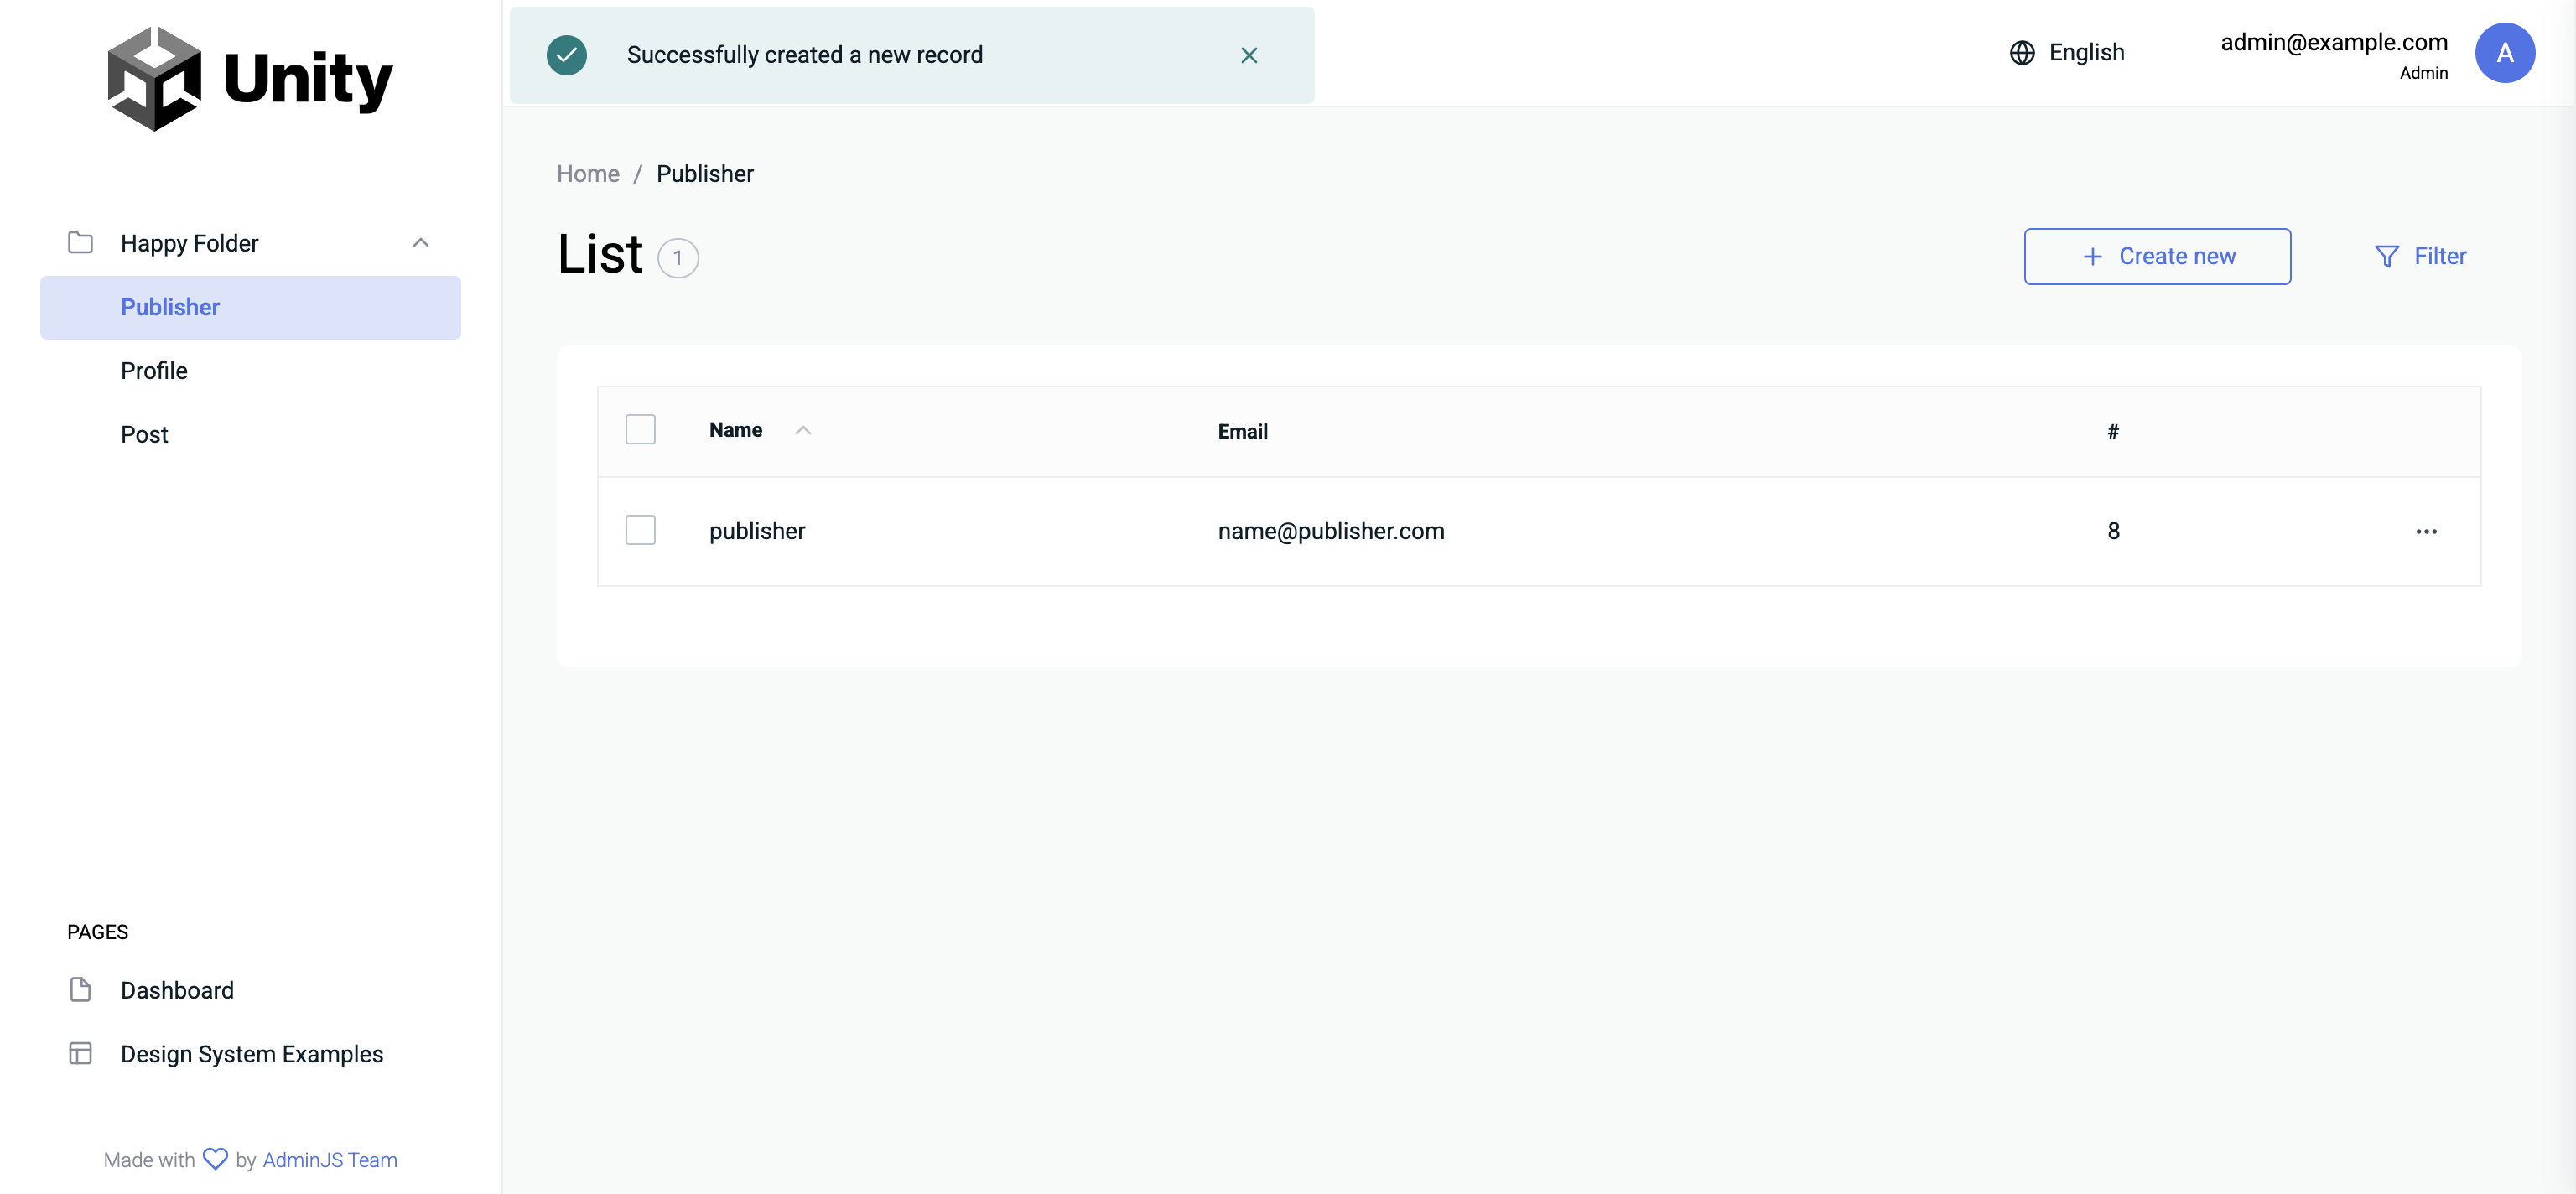 Unity
Successfully created a new record
English
admin@example.com
Admin
A
Home / Publisher
Happy Folder
Publisher
Profile
Post
List 1
+ Create new
Filter
Name Email #
publisher name@publisher.com 8
PAGES
Dashboard
Design System Examples
Made with by AdminJS Team